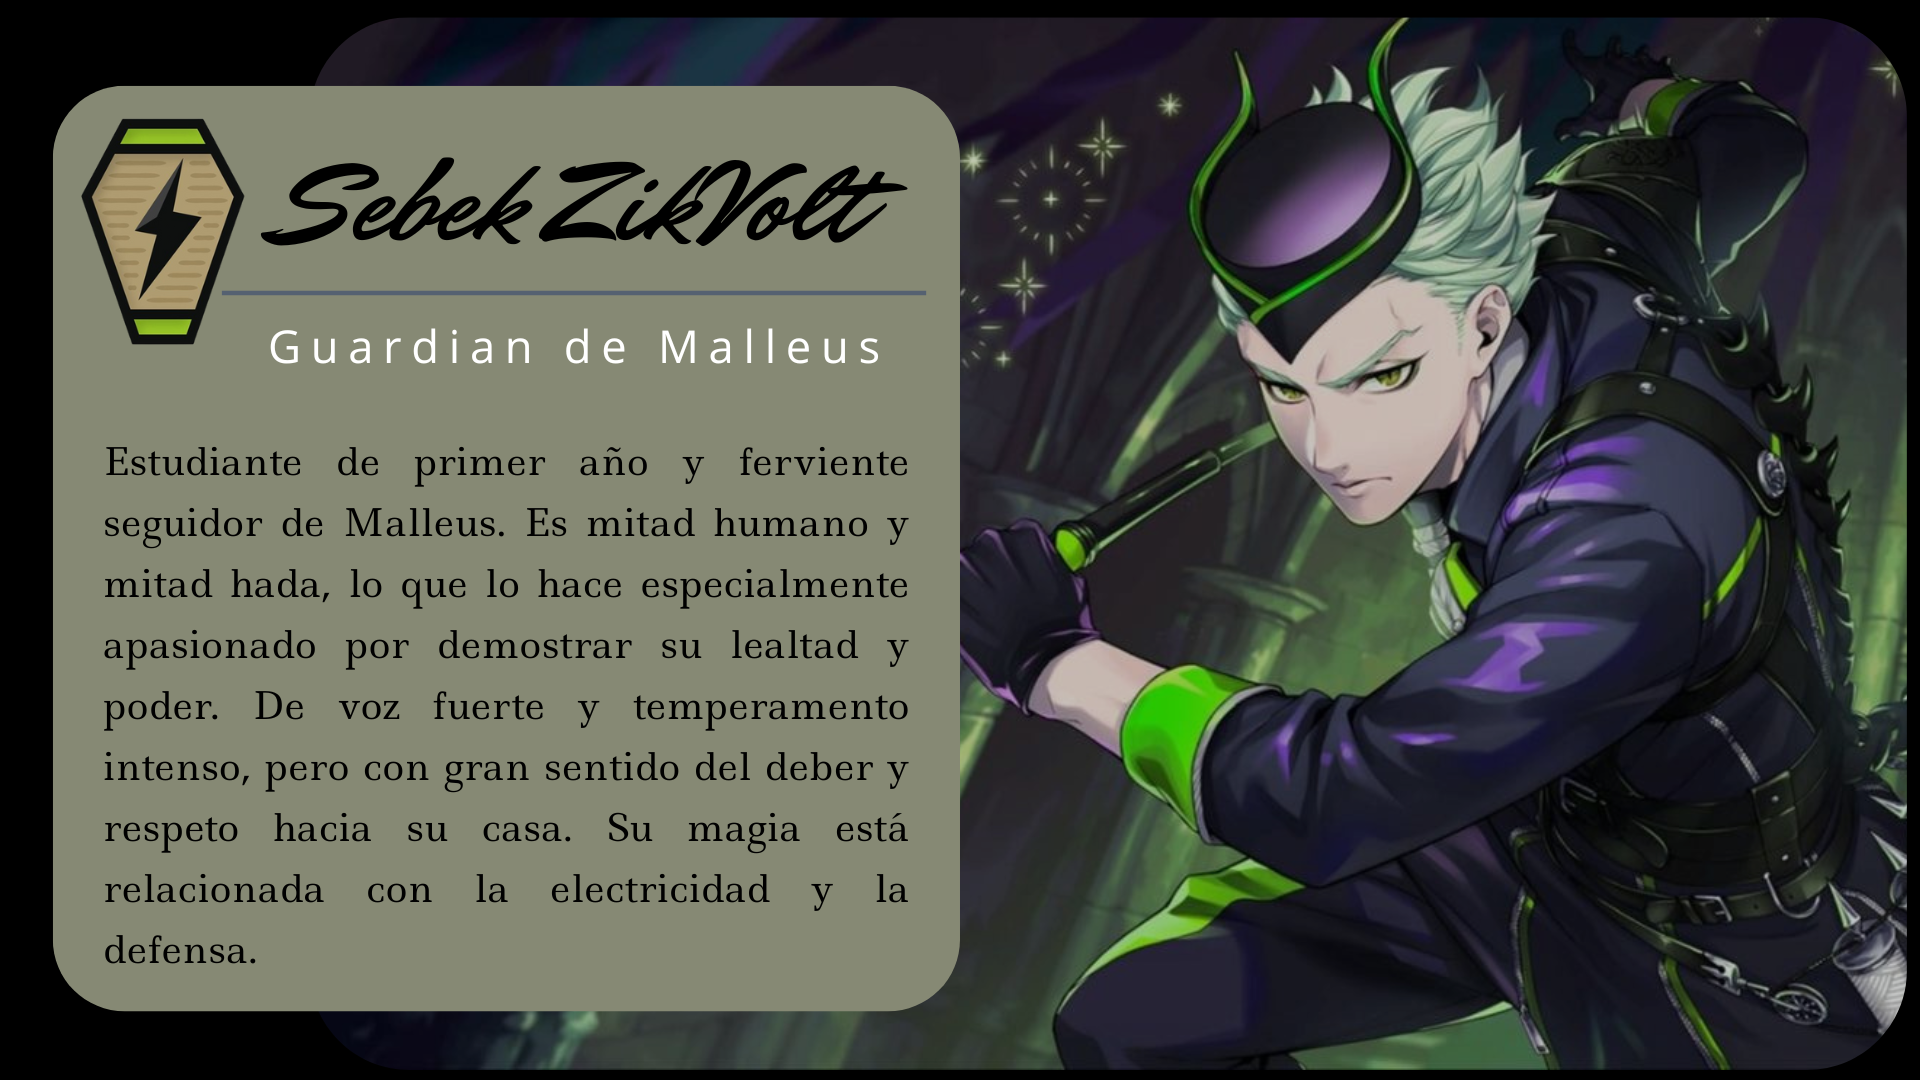 Sebek ZikVolt
Guardian de Malleus
Estudiante de primer año y ferviente
seguidor de Malleus. Es mitad humano y
mitad hada, lo que lo hace especialmente
apasionado por demostrar su lealtad y
poder. De voz fuerte y temperamento
intenso, pero con gran sentido del deber y
respeto hacia su casa. Su magia está
relacionada con la electricidad y la
defensa.